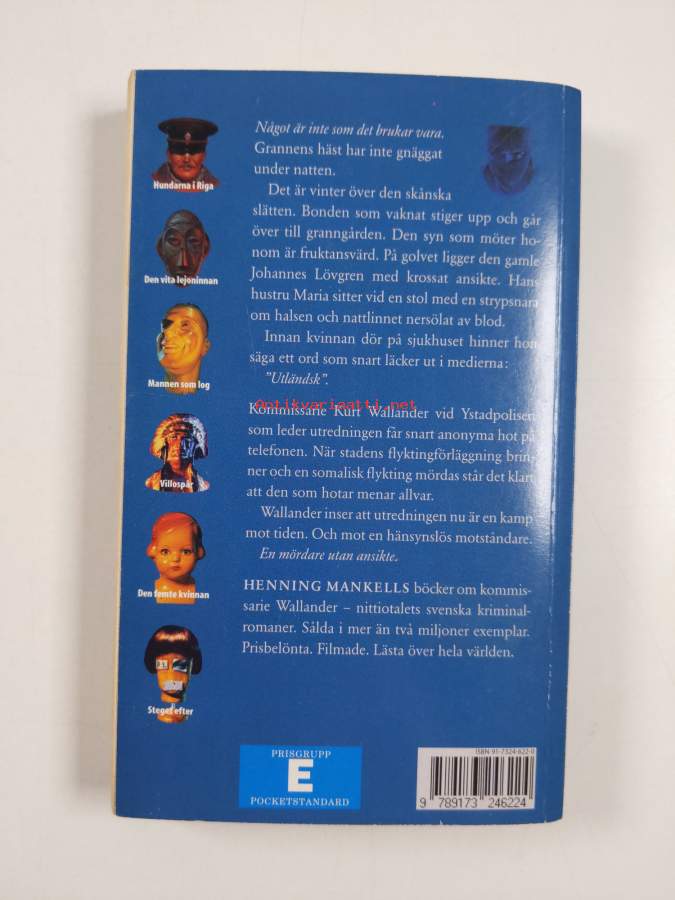 Något är inte som det brukar vara.
Grannens häst har inte gnäggat
under natten.
Det är vinter över den skånska
slätten. Bonden som vaknat stiger upp och går
över till granngården. Den syn som möter ho-
nom är fruktansvärd. På golvet ligger den gamle
Johannes Lövgren med krossat ansikte. Hans
hustru Maria sitter vid en stol med en strypsnara
om halsen och nattlinnet nersölat av blod.
Innan kvinnan dör på sjukhuset hinner hon
säga ett ord som snart läcker ut i medierna:
"Utländsk".
Antikvariaatti.net
Kommissarie Kurt Wallander vid Ystadpolisen
som leder utredningen får snart anonyma hot på
telefonen. När stadens flyktingförläggning brin-
ner och en somalisk flykting mördas står det klart
att den som hotar menar allvar.
Wallander inser att utredningen nu är en kamp
mot tiden. Och mot en hänsynslös motståndare.
En mördare utan ansikte.
HENNING MANKELLS böcker om kommis-
sarie Wallander – nittiotalets svenska kriminal-
romaner. Sålda i mer än två miljoner exemplar.
Prisbelönta. Filmade. Lästa över hela världen.
Hundarna i Riga
Den vita lejoninnan
Mannen som log
Villospår
Den femte kvinnan
Steget efter
PRISGRUPP
E
POCKETSTANDARD
ISBN 91-7324-622-0
9 789173 246224